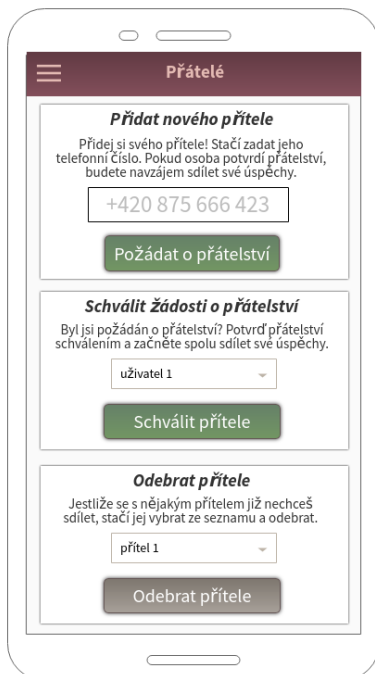 Přátelé
Přidat nového přítele
Přidej si svého přítele! Stačí zadat jeho
telefonní číslo. Pokud osoba potvrdí přátelství,
budete navzájem sdílet své úspěchy.
+420 875 666 423
Požádat o přátelství
Schválit žádosti o přátelství
Byl jsi požádán o přátelství? Potvrď přátelství
schválením a začněte spolu sdílet své úspěchy.
uživatel 1
Schválit přítele
Odebrat přítele
Jestliže se s nějakým přítelem již nechceš
sdílet, stačí jej vybrat ze seznamu a odebrat.
přítel 1
Odebrat přítele